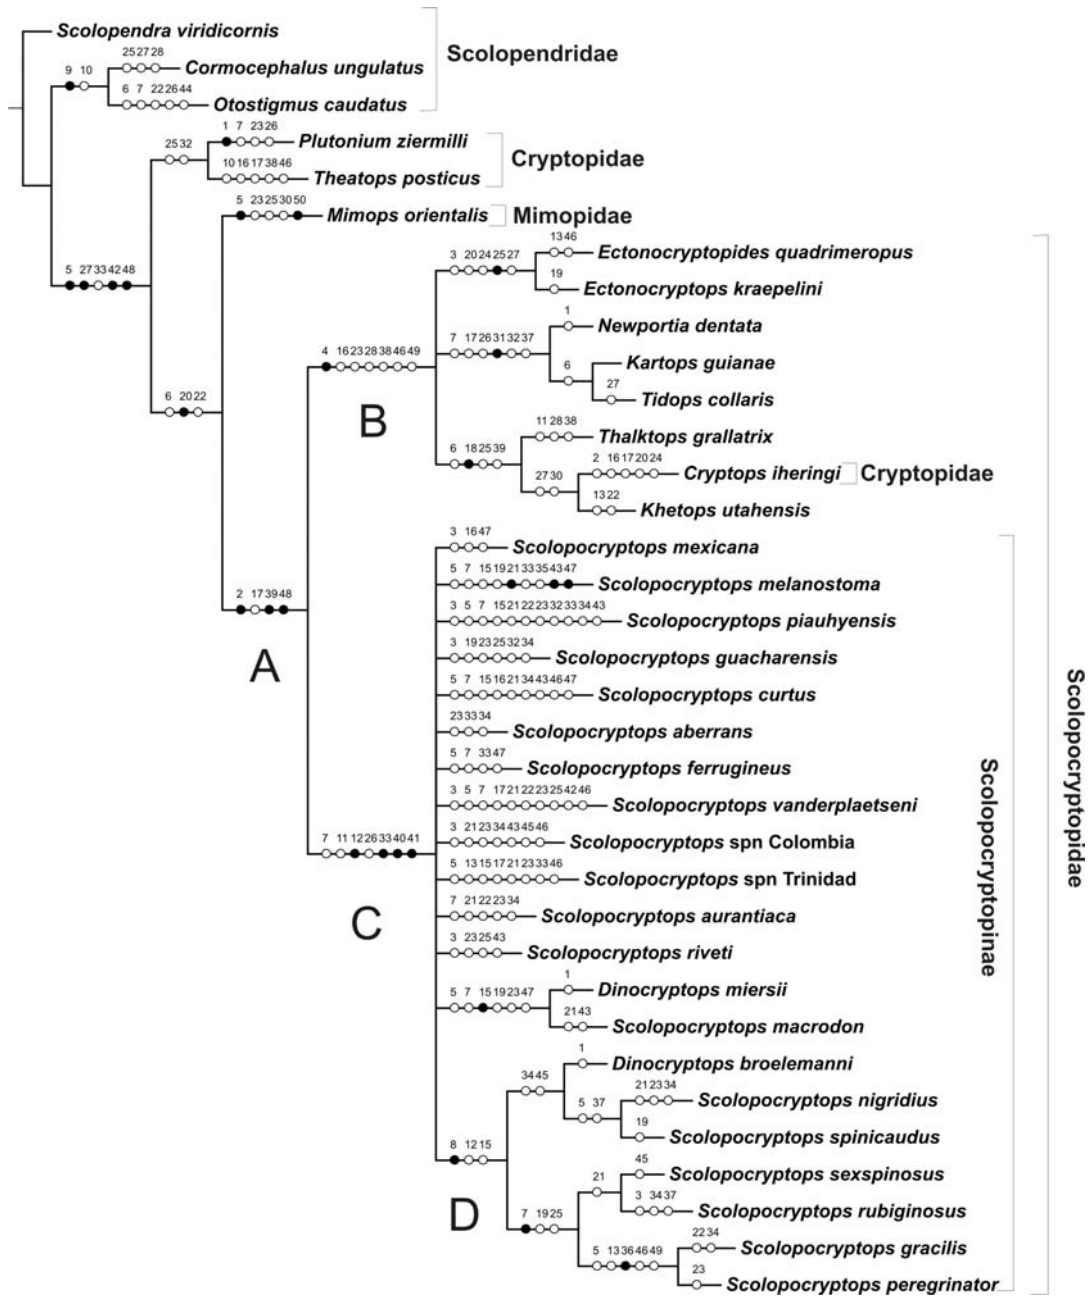 Scolopendra viridicornis
Scolopendridae
25 27 28
9 10
Cormocephalus ungulatus
6 7 22 26 44
Otostigmus caudatus
1 7 23 26
25 32
Plutonium ziermilli
Cryptopidae
10 16 17 38 46
Theatops posticus
5 23 25 30 50
Mimops orientalis
Mimopidae
13 46
3 20 24 25 27
Ectonocryptopides quadrimeropus
5 27 33 42 48
19
Ectonocryptops kraepelini
1
7 17 26 31 32 37
Newportia dentata
4 16 23 28 38 46 49
6
Kartops guianae
27
Tidops collaris
6 20 22
B
11 28 38
Thalktops grallatrix
6 18 25 39
2 16 17 20 24
27 30
Cryptops iheringi
Cryptopidae
13 22
Khetops utahensis
3 16 47
Scolopocryptops mexicana
5 7 15 19 21 33 35 43 47
Scolopocryptops melanostoma
2 17 39 48
3 5 7 15 21 22 23 32 33 34 43
Scolopocryptops piauhyensis
A
3 19 23 25 32 34
Scolopocryptops guacharensis
5 7 15 16 21 34 43 46 47
Scolopocryptops curtus
23 33 34
Scolopocryptops aberrans
5 7 33 47
Scolopocryptops ferrugineus
3 5 7 17 21 22 23 25 42 46
Scolopocryptops vanderplaetseni
7 11 12 26 33 40 41
3 21 23 34 43 45 46
Scolopocryptops spn Colombia
5 13 15 17 21 23 33 46
Scolopocryptops spn Trinidad
C
7 21 22 23 34
Scolopocryptops aurantiaca
3 23 25 43
Scolopocryptops riveti
1
5 7 15 19 23 47
Dinocryptops miersii
21 43
Scolopocryptops macrodon
1
Dinocryptops broelemanni
34 45
21 23 34
5 37
Scolopocryptops nigridius
19
Scolopocryptops spinicaudus
8 12 15
45
Scolopocryptops sexspinosus
21
3 34 37
Scolopocryptops rubiginosus
D
7 19 25
22 34
Scolopocryptops gracilis
5 13 36 46 49
23
Scolopocryptops peregrinator
Scolopocryptopinae
Scolopocryptopidae